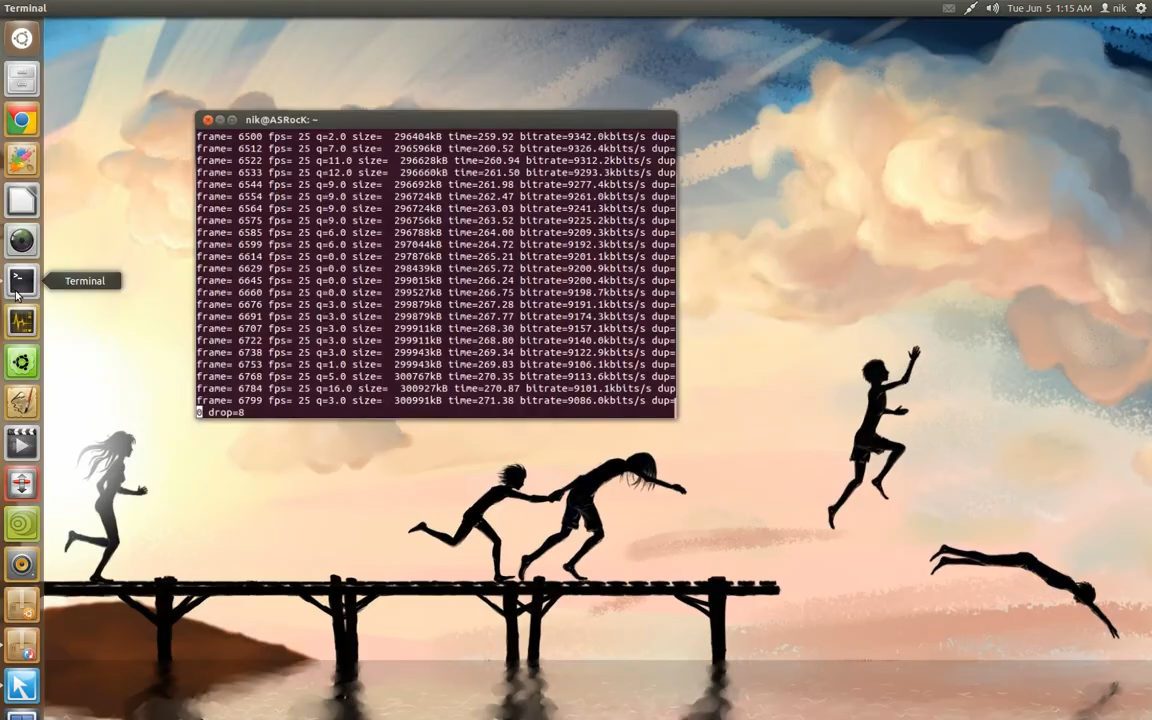 Terminal
Tue Jun 5 1:15 AM nik
nik@ASRocK: ~
frame= 6500 fps= 25 q=2.0 size=  296404kB time=259.92 bitrate=9342.0kbits/s dup=
frame= 6512 fps= 25 q=7.0 size=  296596kB time=260.52 bitrate=9326.4kbits/s dup=
frame= 6522 fps= 25 q=11.0 size=  296628kB time=260.94 bitrate=9312.2kbits/s dup
frame= 6533 fps= 25 q=12.0 size=  296660kB time=261.50 bitrate=9293.3kbits/s dup
frame= 6544 fps= 25 q=9.0 size=  296692kB time=261.98 bitrate=9277.4kbits/s dup=
frame= 6554 fps= 25 q=9.0 size=  296724kB time=262.47 bitrate=9261.0kbits/s dup=
frame= 6564 fps= 25 q=9.0 size=  296724kB time=263.03 bitrate=9241.3kbits/s dup=
frame= 6575 fps= 25 q=9.0 size=  296756kB time=263.52 bitrate=9225.2kbits/s dup=
frame= 6585 fps= 25 q=6.0 size=  296788kB time=264.00 bitrate=9209.3kbits/s dup=
frame= 6599 fps= 25 q=6.0 size=  297044kB time=264.72 bitrate=9192.3kbits/s dup=
frame= 6614 fps= 25 q=0.0 size=  297876kB time=265.21 bitrate=9201.1kbits/s dup=
frame= 6629 fps= 25 q=0.0 size=  298439kB time=265.72 bitrate=9200.9kbits/s dup=
frame= 6645 fps= 25 q=0.0 size=  299015kB time=266.24 bitrate=9200.4kbits/s dup=
frame= 6660 fps= 25 q=0.0 size=  299527kB time=266.75 bitrate=9198.7kbits/s dup=
frame= 6676 fps= 25 q=3.0 size=  299879kB time=267.28 bitrate=9191.1kbits/s dup=
frame= 6691 fps= 25 q=3.0 size=  299879kB time=267.77 bitrate=9174.3kbits/s dup=
frame= 6707 fps= 25 q=3.0 size=  299911kB time=268.30 bitrate=9157.1kbits/s dup=
frame= 6722 fps= 25 q=3.0 size=  299911kB time=268.80 bitrate=9140.0kbits/s dup=
frame= 6738 fps= 25 q=3.0 size=  299943kB time=269.34 bitrate=9122.9kbits/s dup=
frame= 6753 fps= 25 q=1.0 size=  299943kB time=269.83 bitrate=9106.1kbits/s dup=
frame= 6768 fps= 25 q=5.0 size=  300767kB time=270.35 bitrate=9113.6kbits/s dup=
frame= 6784 fps= 25 q=16.0 size=  300927kB time=270.87 bitrate=9101.1kbits/s dup
frame= 6799 fps= 25 q=3.0 size=  300991kB time=271.38 bitrate=9086.0kbits/s dup=
0 drop=8
Terminal